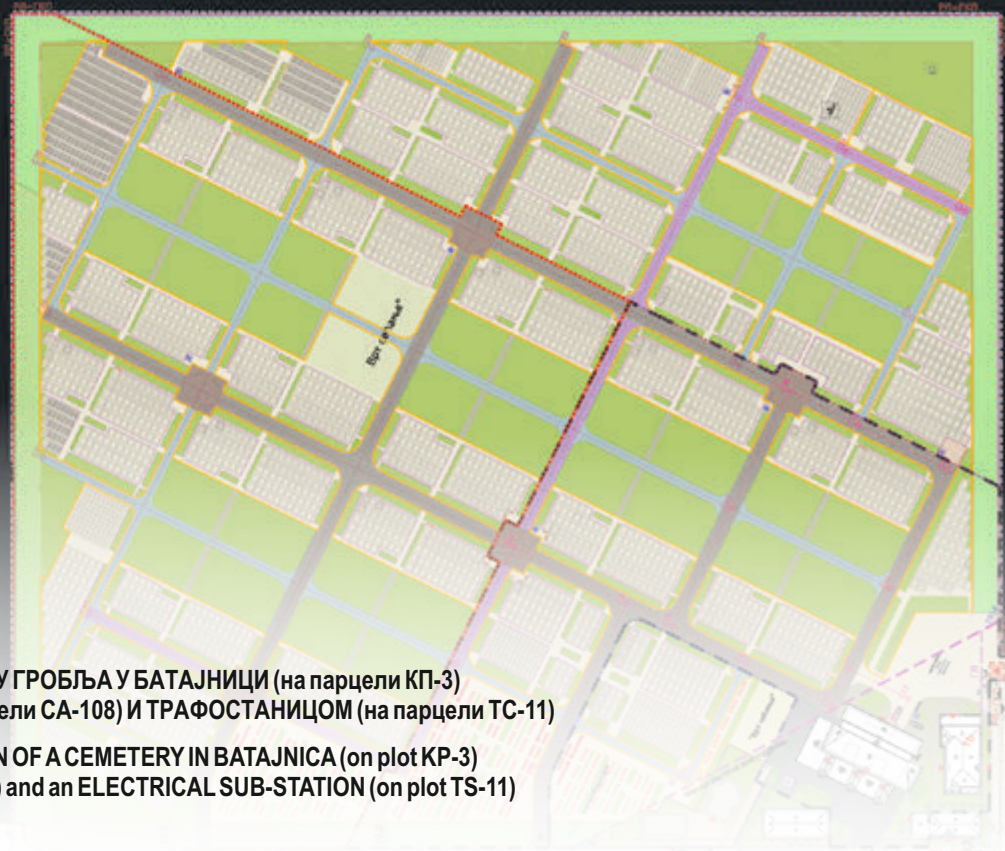 У ГРОБЉА У БАТАЈНИЦИ (на парцели КП-3)
ели СА-108) И ТРАФОСТАНИЦОМ (на парцели ТС-11)
N OF A CEMETERY IN BATAJNICA (on plot KP-3)
) and an ELECTRICAL SUB-STATION (on plot TS-11)